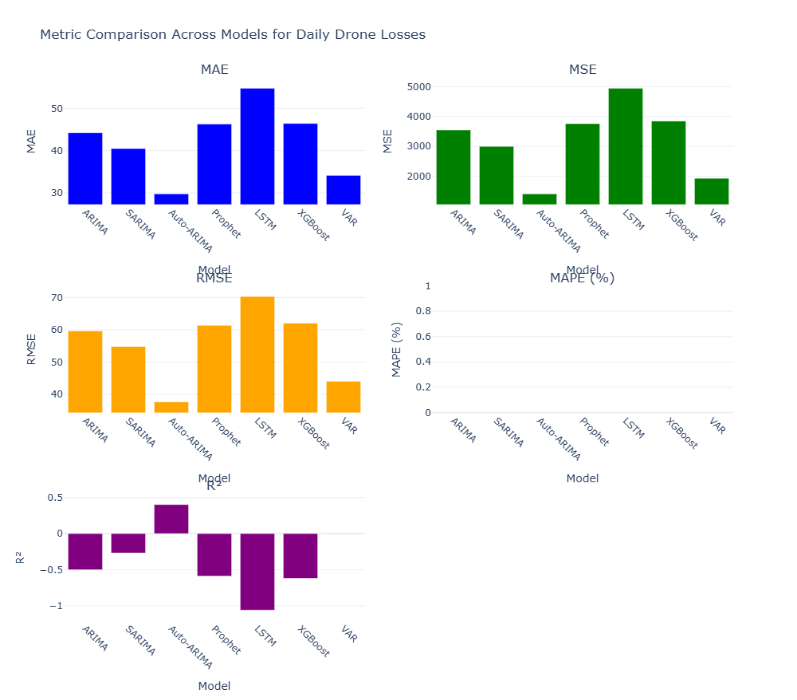 Metric Comparison Across Models for Daily Drone Losses
MAE
MAE
50
40
30
ARIMA
SARIMA
Auto-ARIMA
Prophet
LSTM
XGBoost
VAR
Model
MSE
MSE
5000
4000
3000
2000
ARIMA
SARIMA
Auto-ARIMA
Prophet
LSTM
XGBoost
VAR
Model
RMSE
RMSE
70
60
50
40
ARIMA
SARIMA
Auto-ARIMA
Prophet
LSTM
XGBoost
VAR
Model
MAPE (%)
MAPE (%)
1
0.8
0.6
0.4
0.2
0
ARIMA
SARIMA
Auto-ARIMA
Prophet
LSTM
XGBoost
VAR
Model
R²
R²
0.5
0
−0.5
−1
ARIMA
SARIMA
Auto-ARIMA
Prophet
LSTM
XGBoost
VAR
Model